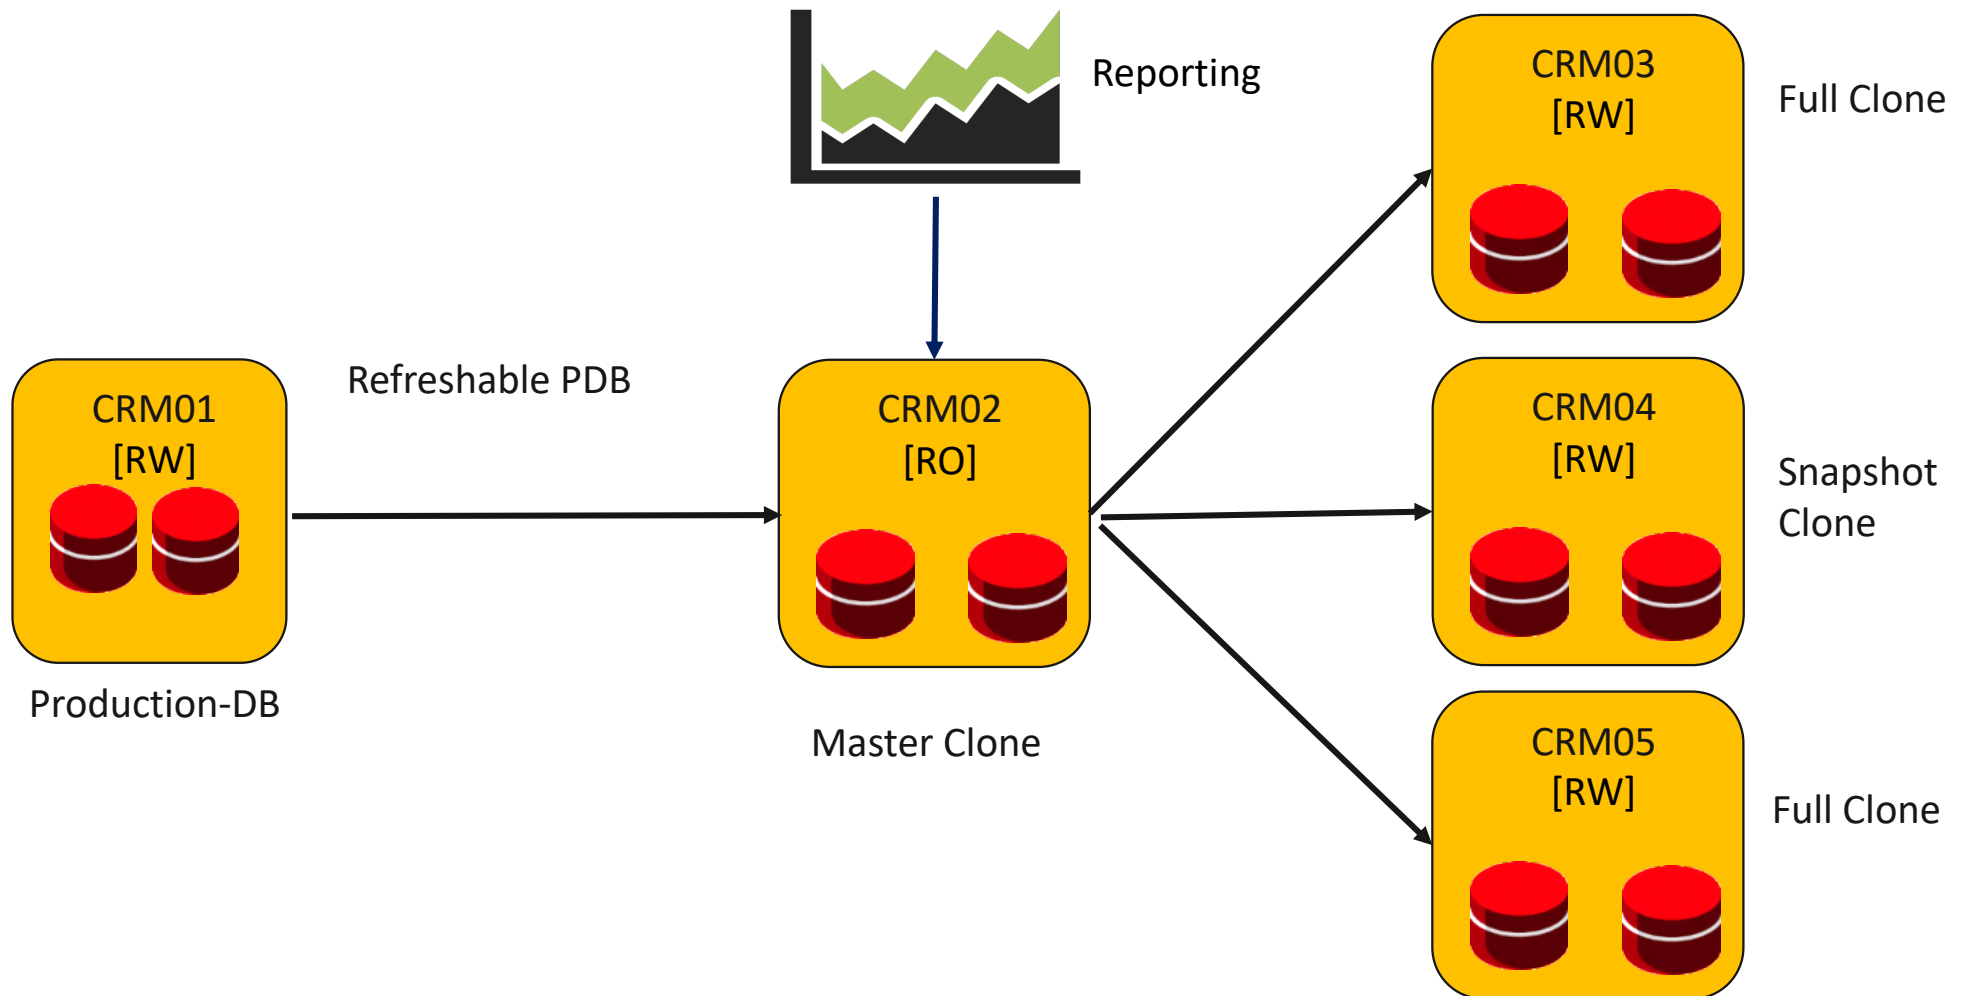 Reporting
CRM03
[RW]
Full Clone
Refreshable PDB
CRM01
[RW]
Production-DB
CRM02
[RO]
Master Clone
CRM04
[RW]
Snapshot
Clone
CRM05
[RW]
Full Clone